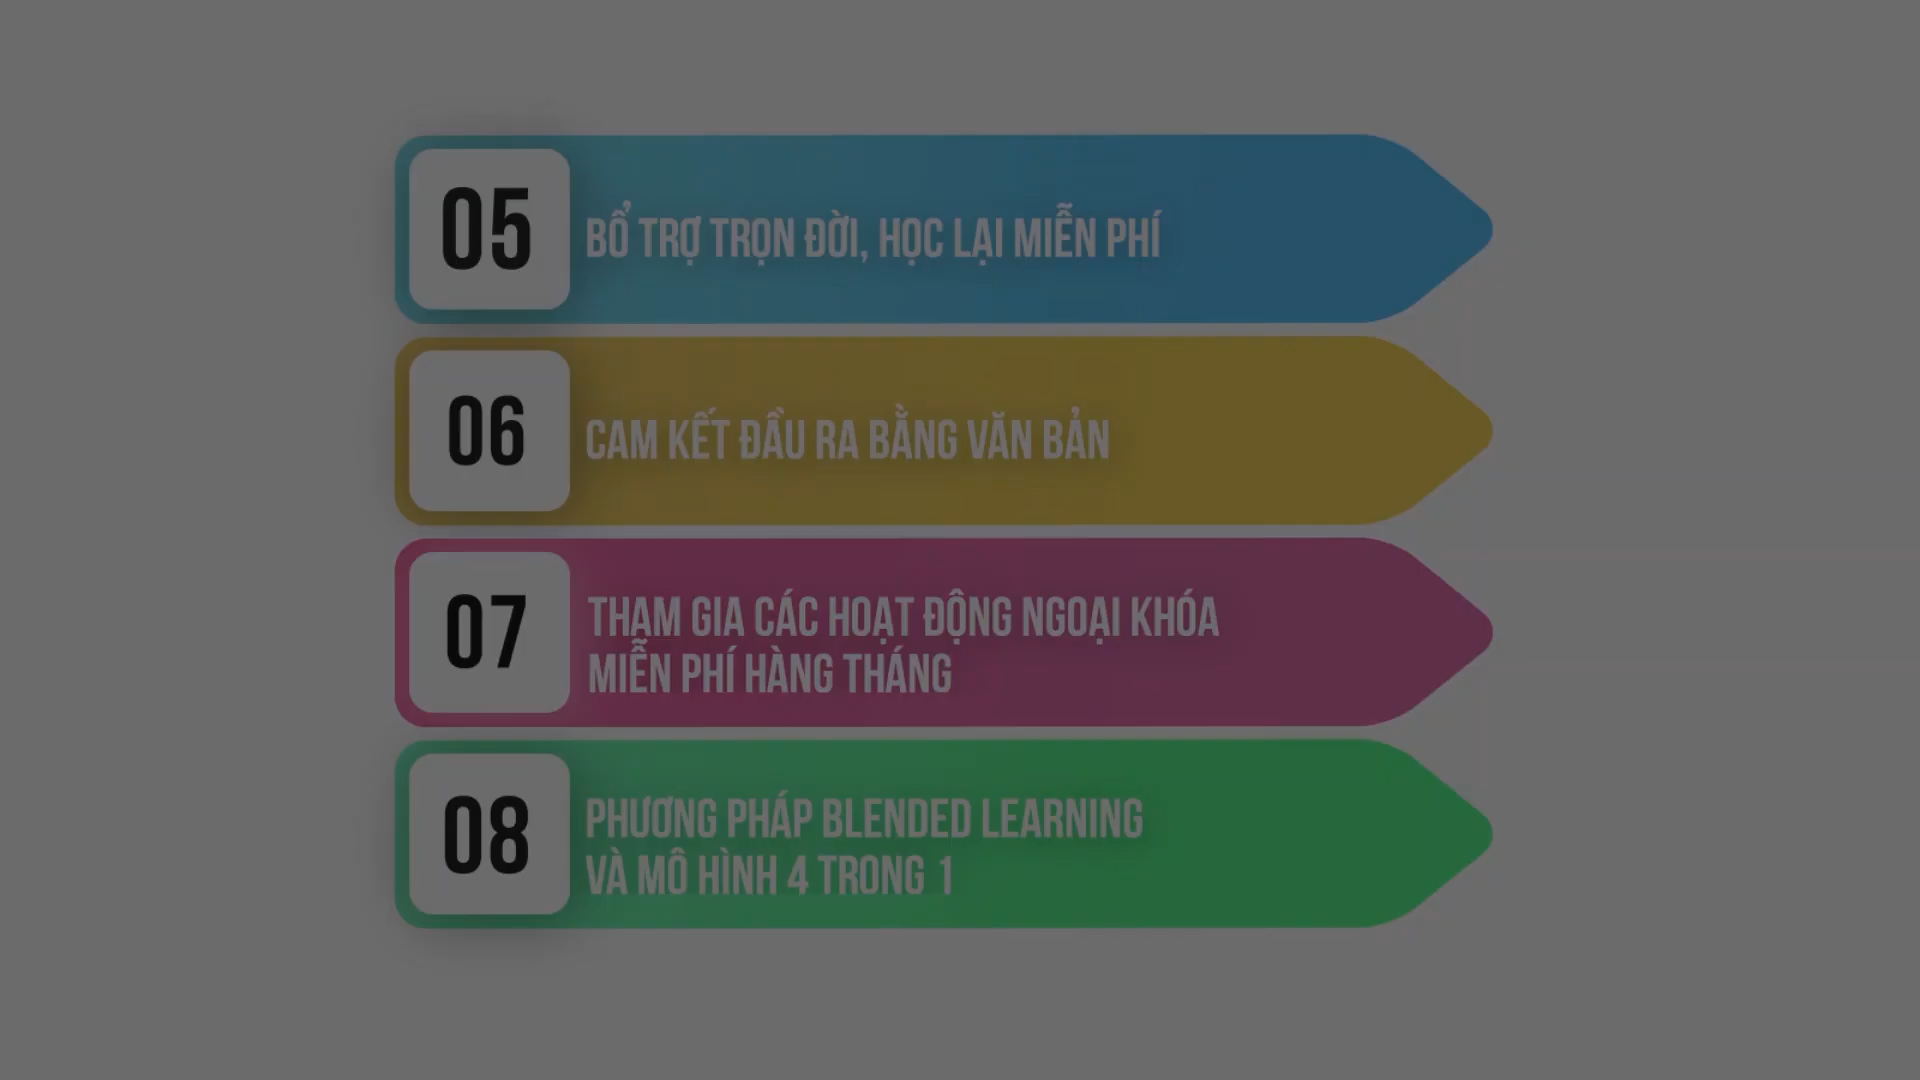 05
BỔ TRỢ TRỌN ĐỜI, HỌC LẠI MIỄN PHÍ
06
CAM KẾT ĐẦU RA BẰNG VĂN BẢN
07
THAM GIA CÁC HOẠT ĐỘNG NGOẠI KHÓA
MIỄN PHÍ HÀNG THÁNG
08
PHƯƠNG PHÁP BLENDED LEARNING
VÀ MÔ HÌNH 4 TRONG 1